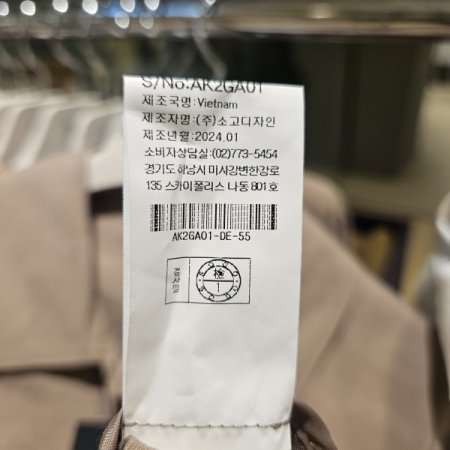 S/No.AK2GA01
제조국명:Vietnam
제조자명:(주)소고디자인
제조년월:2024.01
소비자상담실:(02)773-5454
경기도 하남시 미사강변한강로
135 스카이폴리스 나동 801호
AK2GA01-DE-55